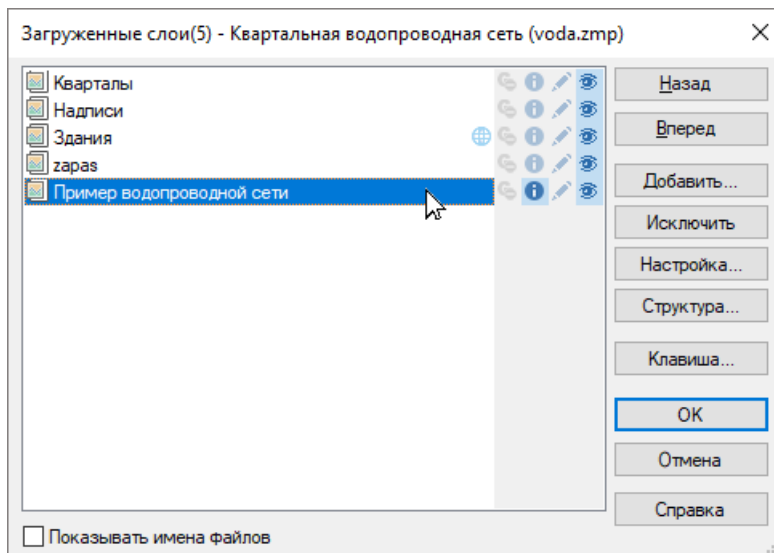 Загруженные слои(5) - Квартальная водопроводная сеть (voda.zmp)
Кварталы
Надписи
Здания
zapas
Пример водопроводной сети
Назад
Вперед
Добавить...
Исключить
Настройка...
Структура...
Клавиша...
OK
Отмена
Справка
Показывать имена файлов